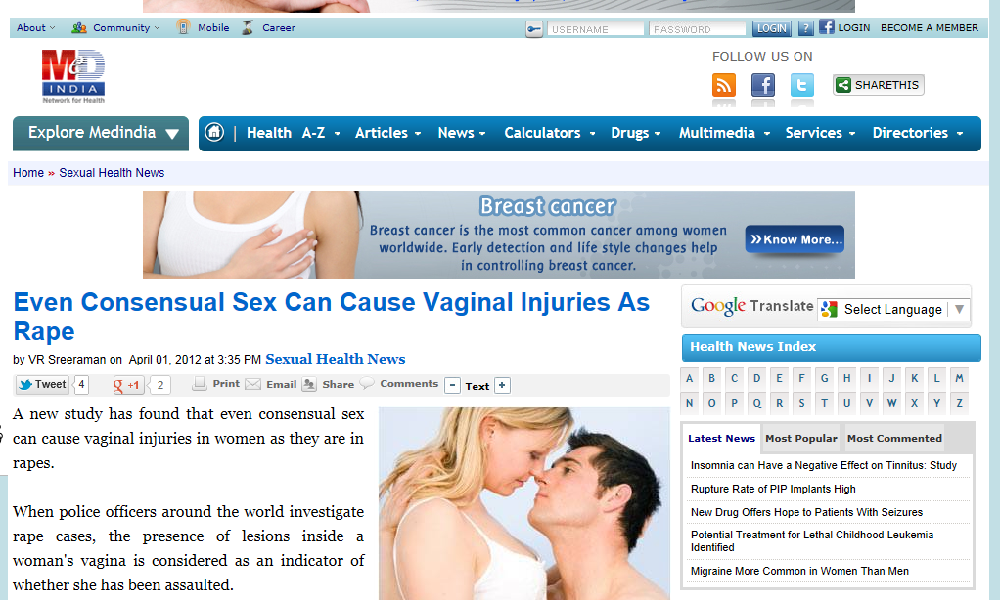 About
Community
Mobile
Career
USERNAME
PASSWORD
LOGIN
?
LOGIN
BECOME A MEMBER
MeD
INDIA
Network for Health
FOLLOW US ON
SHARETHIS
Explore Medindia
Health A-Z
Articles
News
Calculators
Drugs
Multimedia
Services
Directories
Home » Sexual Health News
Breast cancer
Breast cancer is the most common cancer among women
worldwide. Early detection and life style changes help
in controlling breast cancer.
»Know More...
Even Consensual Sex Can Cause Vaginal Injuries As
Rape
by VR Sreeraman on April 01, 2012 at 3:35 PM Sexual Health News
Tweet 4
g +1 2
Print
Email
Share
Comments
- Text +
A new study has found that even consensual sex
can cause vaginal injuries in women as they are in
rapes.
When police officers around the world investigate
rape cases, the presence of lesions inside a
woman's vagina is considered as an indicator of
whether she has been assaulted.
Google Translate
Select Language
Health News Index
A B C D E F G H I J K L M
N O P Q R S T U V W X Y Z
Latest News
Most Popular
Most Commented
Insomnia can Have a Negative Effect on Tinnitus: Study
Rupture Rate of PIP Implants High
New Drug Offers Hope to Patients With Seizures
Potential Treatment for Lethal Childhood Leukemia
Identified
Migraine More Common in Women Than Men